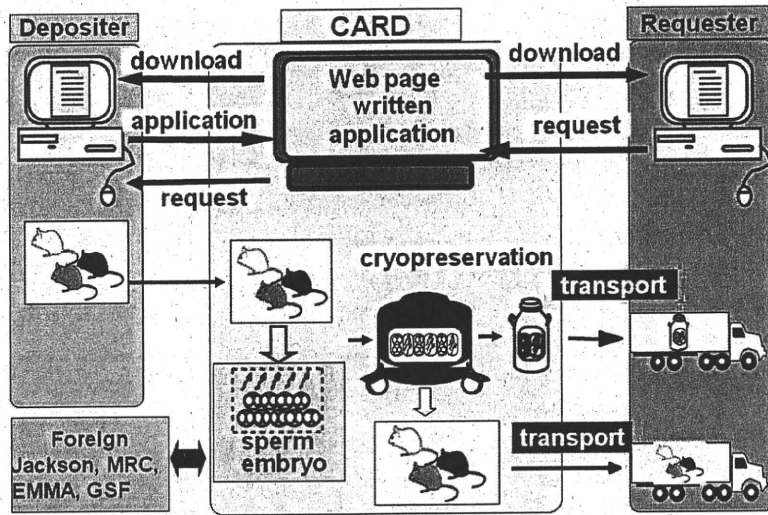 Depositer
CARD
Requester
download
download
Web page
written
application
application
request
request
cryopreservation
transport
sperm
embryo
transport
Foreign
Jackson, MRC,
EMMA, GSF